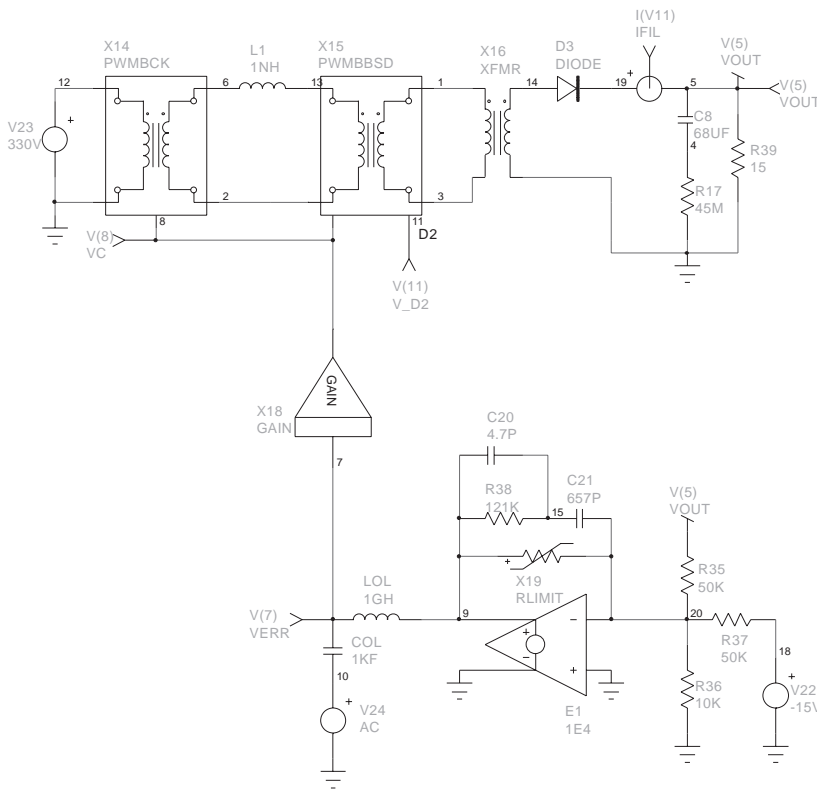 I(V11)
IFIL
X14
PWMBCK
L1
1NH
X15
PWMBBSD
X16
XFMR
D3
DIODE
V(5)
VOUT
12
6
13
1
14
19
+
5
V(5)
VOUT
V23
330V
+
C8
68UF
4
R39
15
R17
45M
2
3
8
11
D2
V(8)
VC
V(11)
V_D2
GAIN
X18
GAIN
7
C20
4.7P
R38
121K
C21
657P
15
V(5)
VOUT
+
X19
RLIMIT
R35
50K
LOL
1GH
V(7)
VERR
9
20
R37
50K
18
COL
1KF
10
+
−
−
+
R36
10K
E1
1E4
+
V22
-15V
+
V24
AC